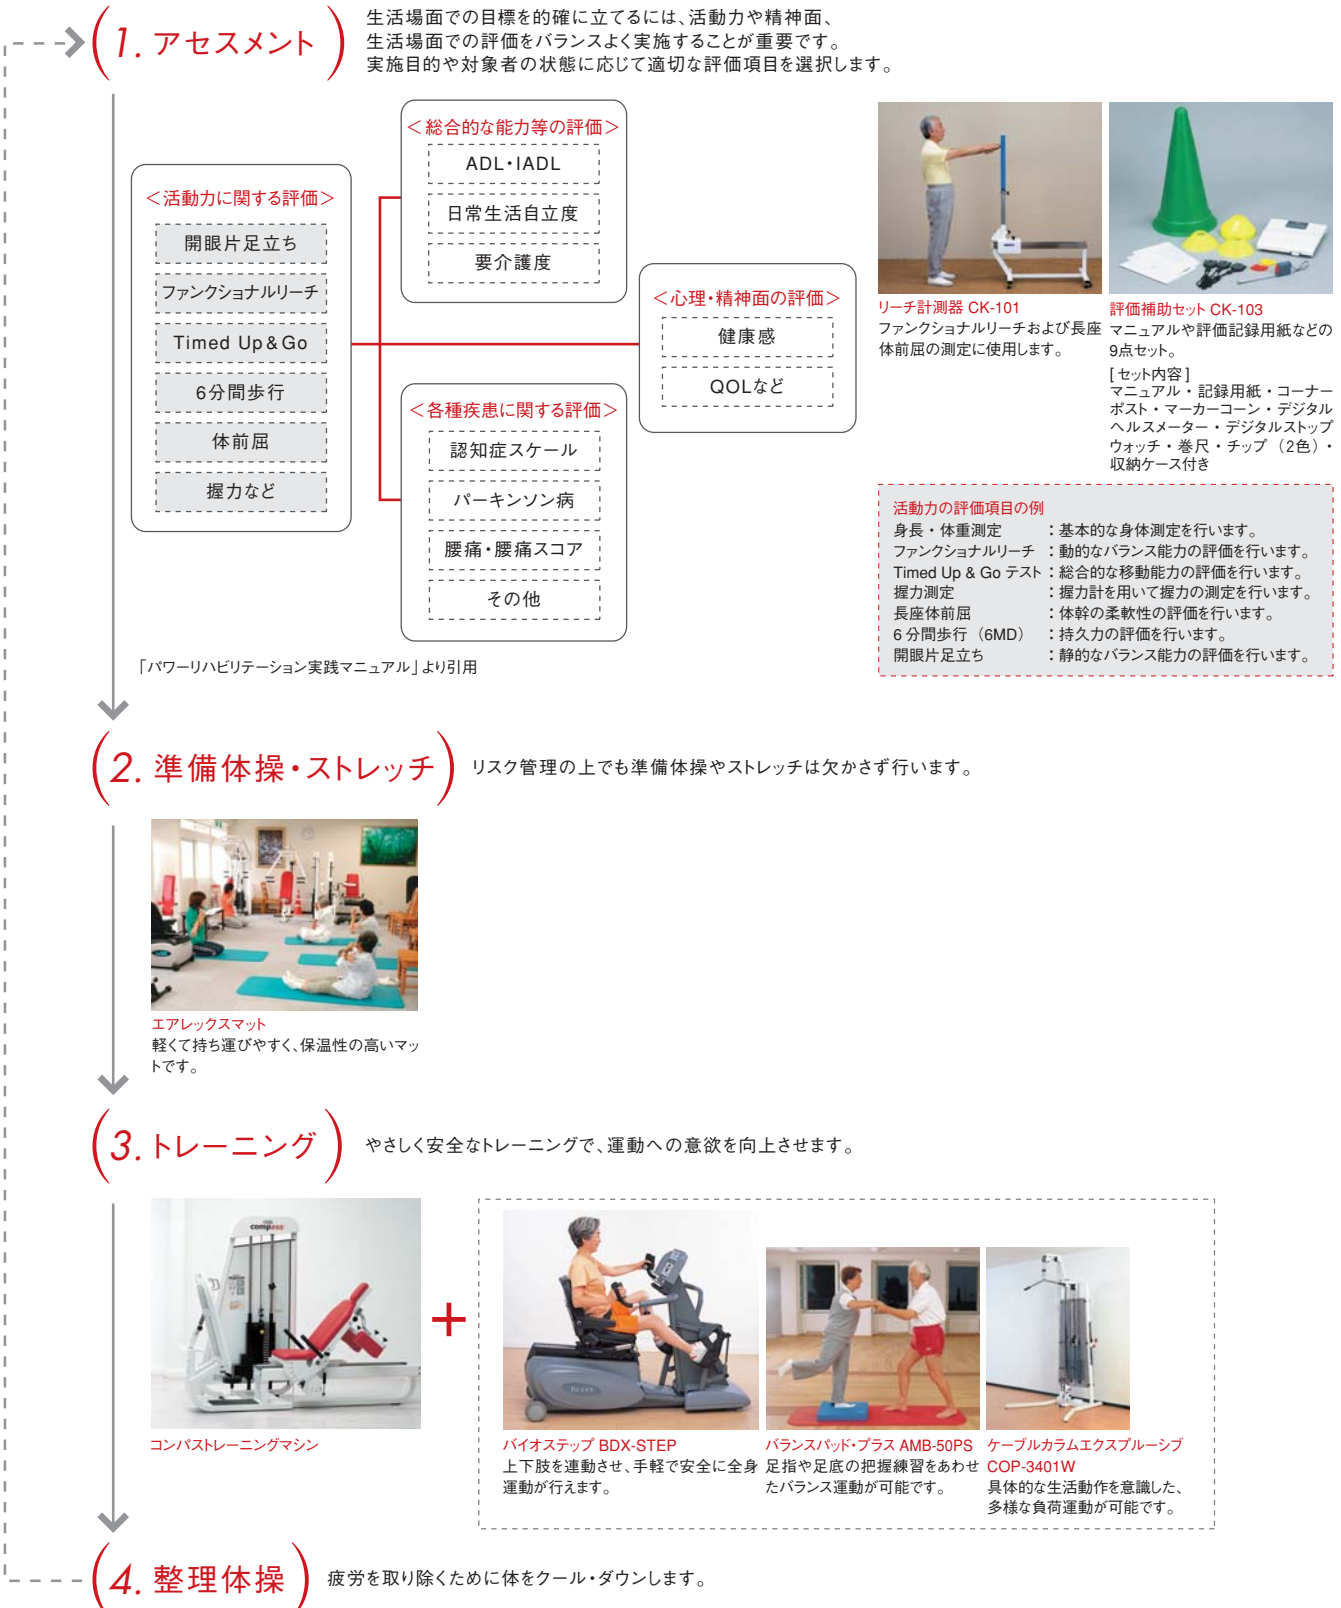 1. アセスメント
生活場面での目標を的確に立てるには、活動力や精神面、
生活場面での評価をバランスよく実施することが重要です。
実施目的や対象者の状態に応じて適切な評価項目を選択します。
＜活動力に関する評価＞
開眼片足立ち
ファンクショナルリーチ
Timed Up&Go
6分間歩行
体前屈
握力など
＜総合的な能力等の評価＞
ADL・IADL
日常生活自立度
要介護度
＜心理・精神面の評価＞
健康感
QOLなど
＜各種疾患に関する評価＞
認知症スケール
パーキンソン病
腰痛・腰痛スコア
その他
「パワーリハビリテーション実践マニュアル」より引用
リーチ計測器 CK-101
ファンクショナルリーチおよび長座
体前屈の測定に使用します。
評価補助セット CK-103
マニュアルや評価記録用紙などの
9点セット。
[セット内容]
マニュアル・記録用紙・コーナー
ポスト・マーカーコーン・デジタル
ヘルスメーター・デジタルストップ
ウォッチ・巻尺・チップ（2色）・
収納ケース付き
活動力の評価項目の例
身長・体重測定：基本的な身体測定を行います。
ファンクショナルリーチ：動的なバランス能力の評価を行います。
Timed Up & Go テスト：総合的な移動能力の評価を行います。
握力測定：握力計を用いて握力の測定を行います。
長座体前屈：体幹の柔軟性の評価を行います。
6分間歩行（6MD）：持久力の評価を行います。
開眼片足立ち：静的なバランス能力の評価を行います。
2. 準備体操・ストレッチ
リスク管理の上でも準備体操やストレッチは欠かさず行います。
エアレックスマット
軽くて持ち運びやすく、保温性の高いマッ
トです。
3. トレーニング
やさしく安全なトレーニングで、運動への意欲を向上させます。
compass
コンパストレーニングマシン
+
バイオステップ BDX-STEP
上下肢を連動させ、手軽で安全に全身
運動が行えます。
バランスパッド・プラス AMB-50PS
足指や足底の把握練習をあわせ
たバランス運動が可能です。
ケーブルカラムエクスプルーシブ
COP-3401W
具体的な生活動作を意識した、
多様な負荷運動が可能です。
4. 整理体操
疲労を取り除くために体をクール・ダウンします。